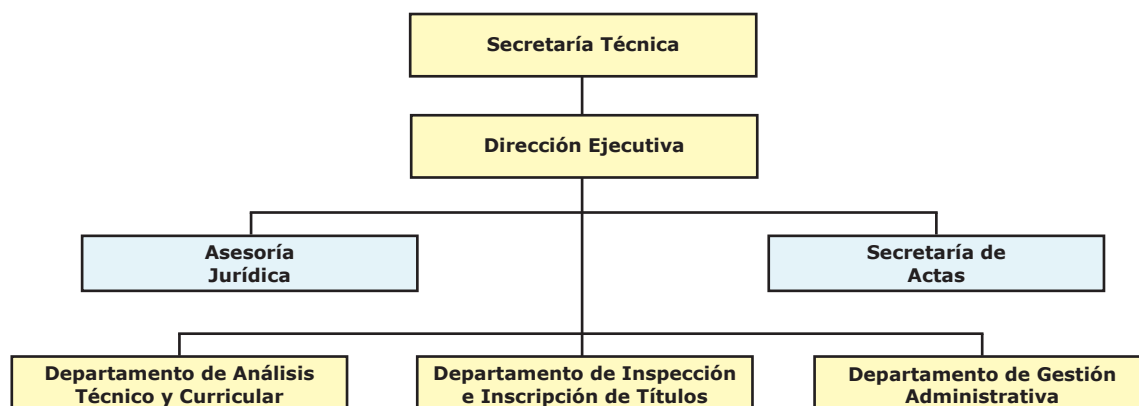 Secretaría Técnica
Dirección Ejecutiva
Asesoría
Jurídica
Secretaría de
Actas
Departamento de Análisis
Técnico y Curricular
Departamento de Inspección
e Inscripción de Títulos
Departamento de Gestión
Administrativa